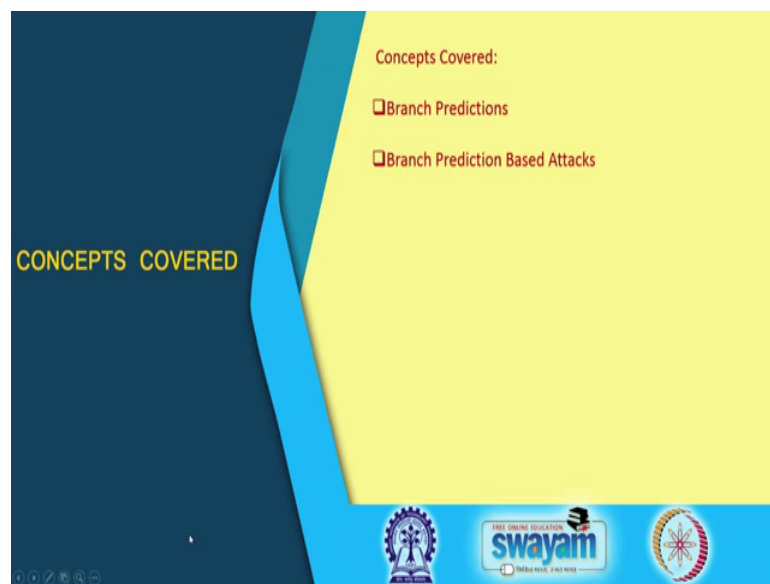 Concepts Covered:
❑Branch Predictions
❑Branch Prediction Based Attacks
CONCEPTS COVERED
FREE ONLINE EDUCATION
swayam